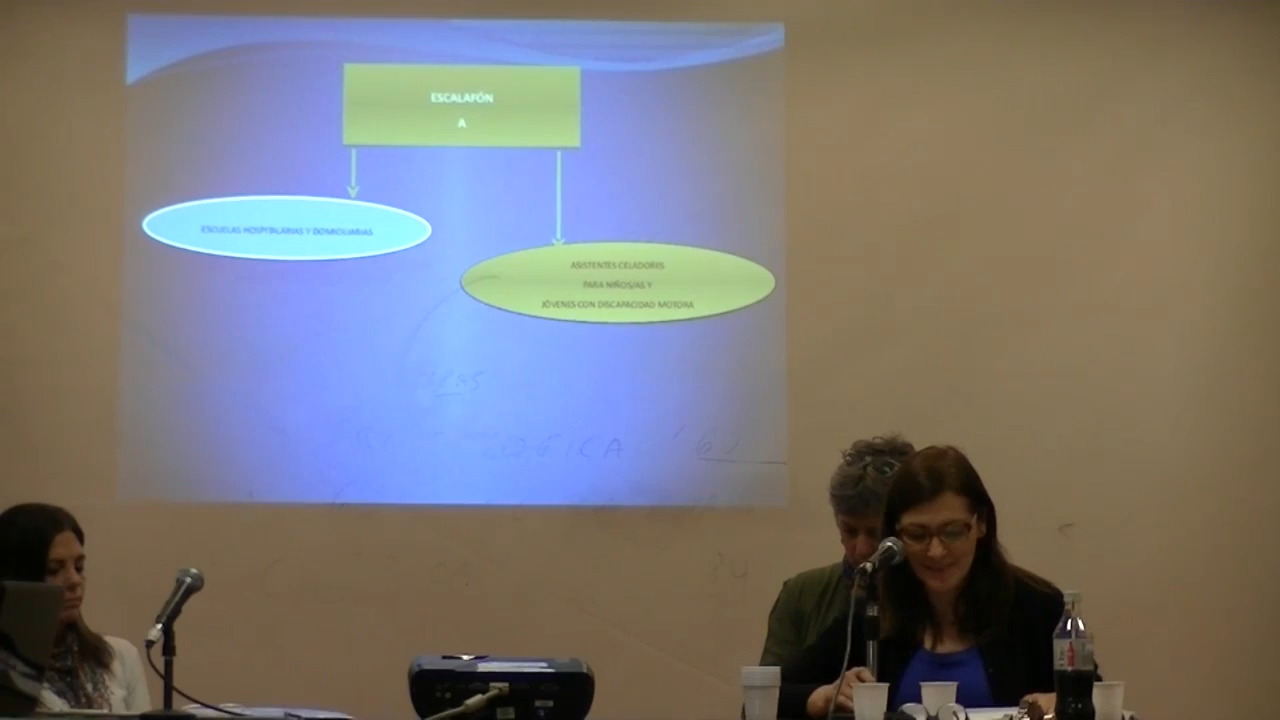 ESCALAFÓN
A
ESCUELAS HOSPITALARIAS Y DOMICILIARIAS
ASISTENTES CELADORES
PARA NIÑOS/AS Y
JÓVENES CON DISCAPACIDAD MOTORA